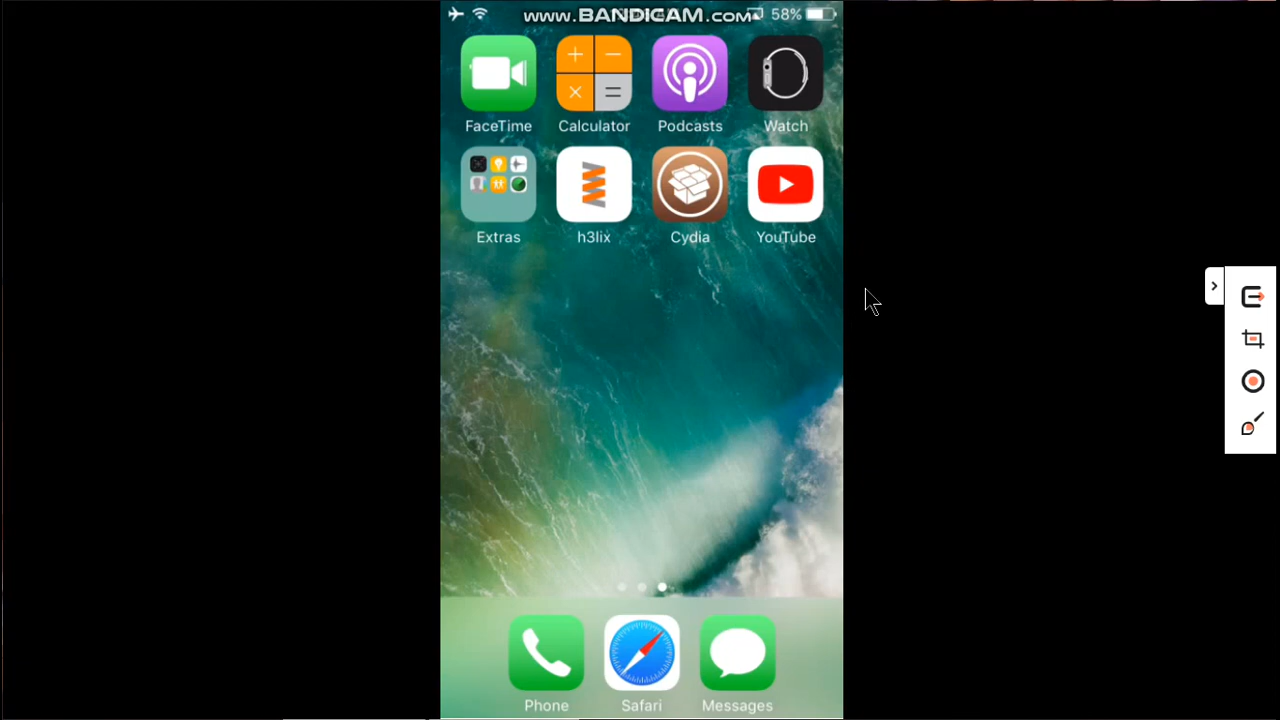 www.BANDICAM.com
58%
FaceTime
Calculator
Podcasts
Watch
Extras
h3lix
Cydia
YouTube
Phone
Safari
Messages